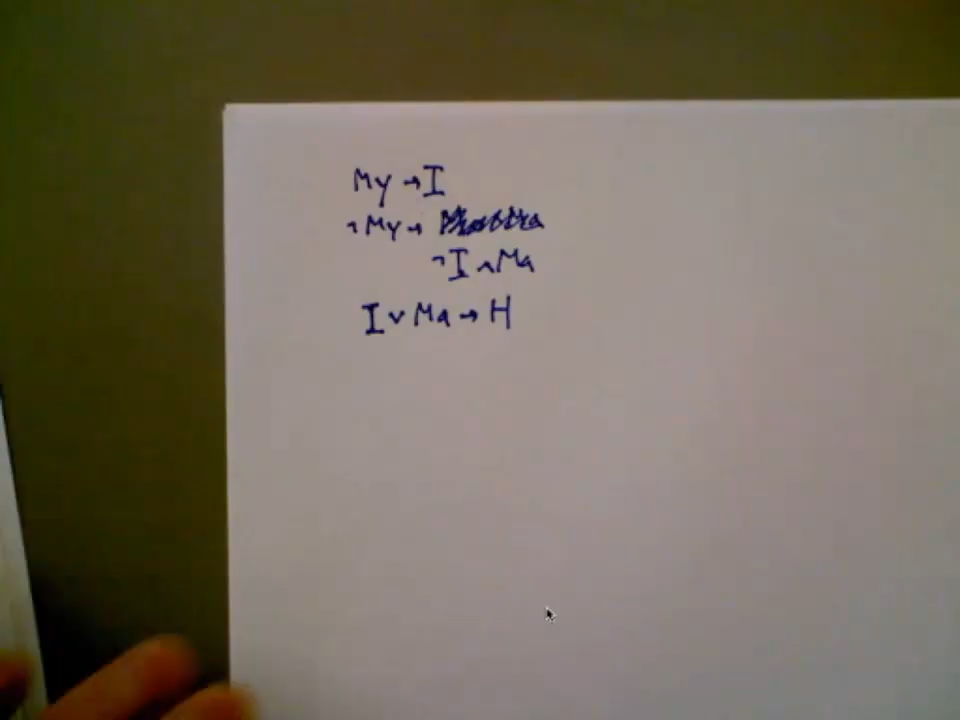 My → I
¬My →
¬I ∧ Ma
I ∨ Ma → H